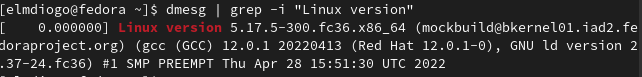 [elmdiogo@fedora ~]$ dmesg | grep -i "Linux version"
[    0.000000] Linux version 5.17.5-300.fc36.x86_64 (mockbuild@bkernel01.iad2.fe
doraproject.org) (gcc (GCC) 12.0.1 20220413 (Red Hat 12.0.1-0), GNU ld version 2
.37-24.fc36) #1 SMP PREEMPT Thu Apr 28 15:51:30 UTC 2022